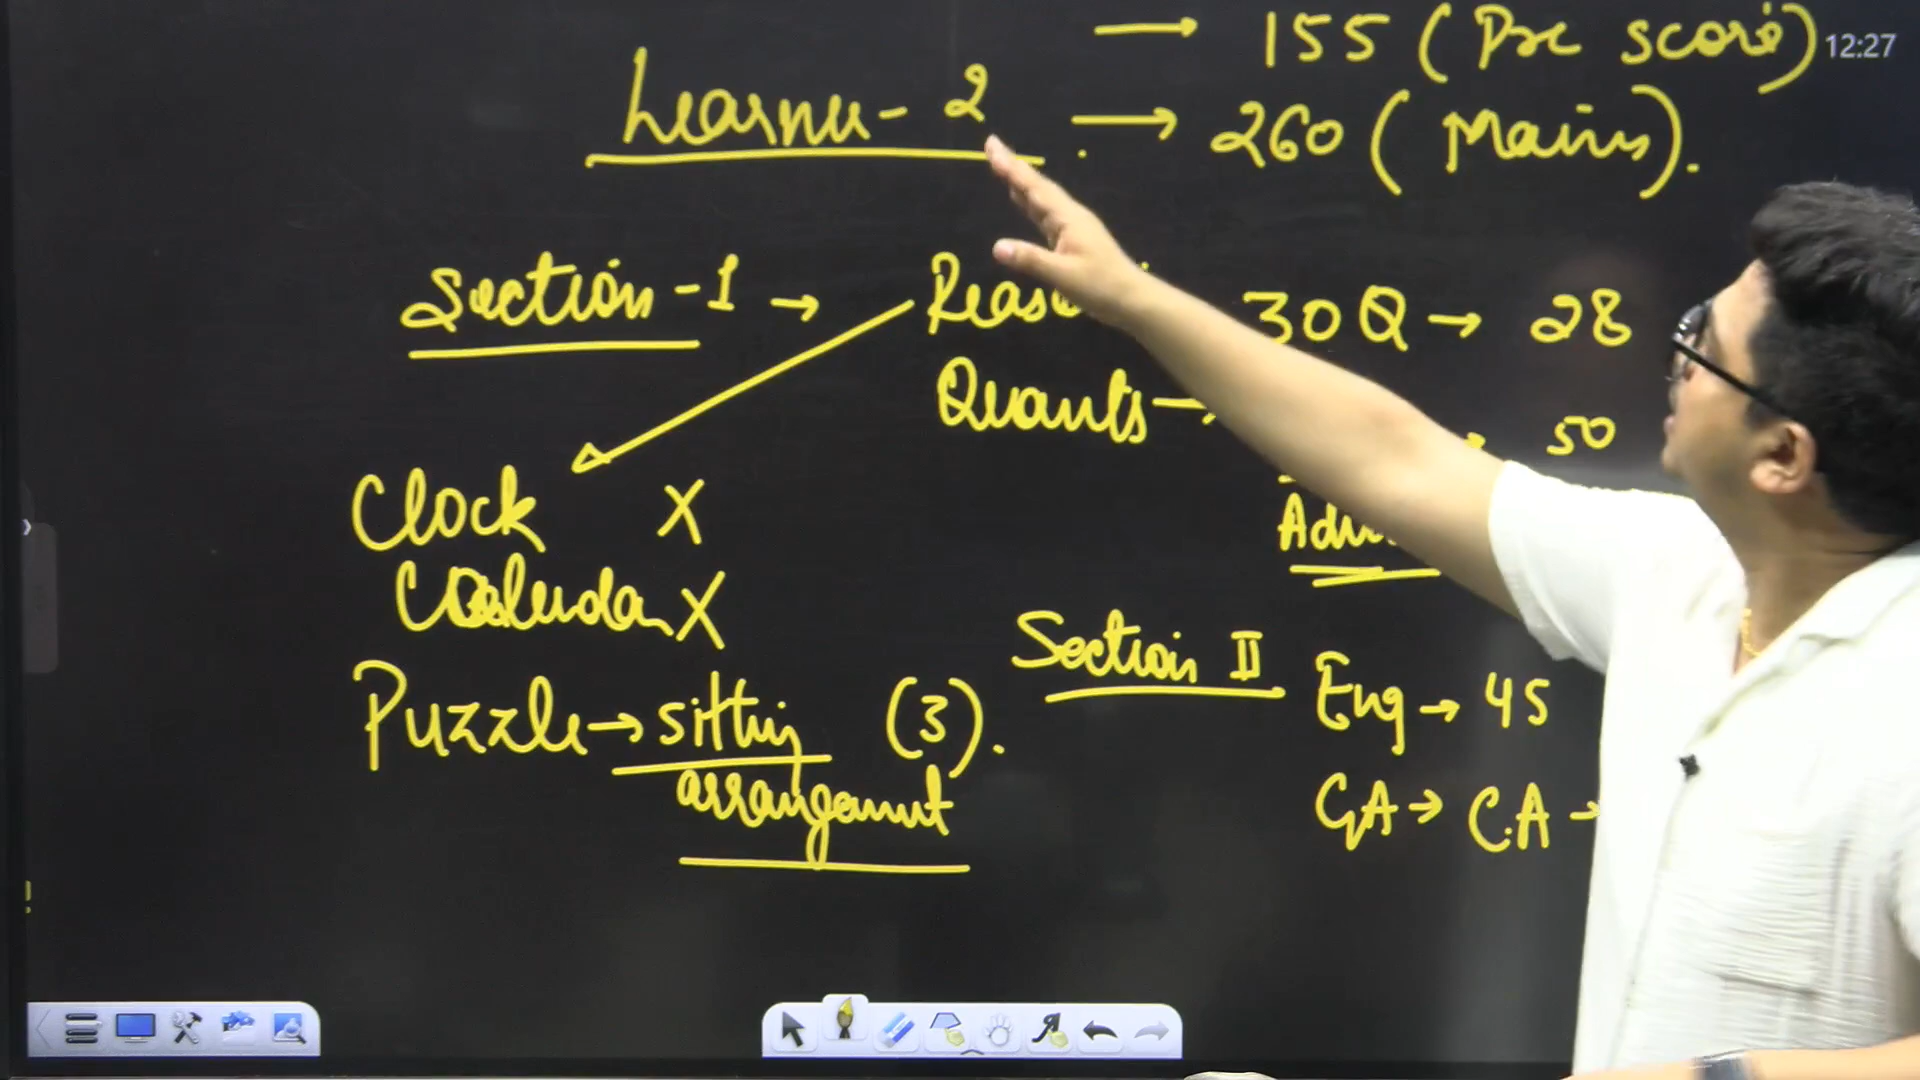 → 155 (Pre score)
12:27
Learner - 2 → 260 (Mains).
Section - 1 → 30Q → 28
Quants → 50
Clock X
Calendar X
Puzzle → sitting (3).
arrangement
Section II
Eng → 45
GA → C.A →